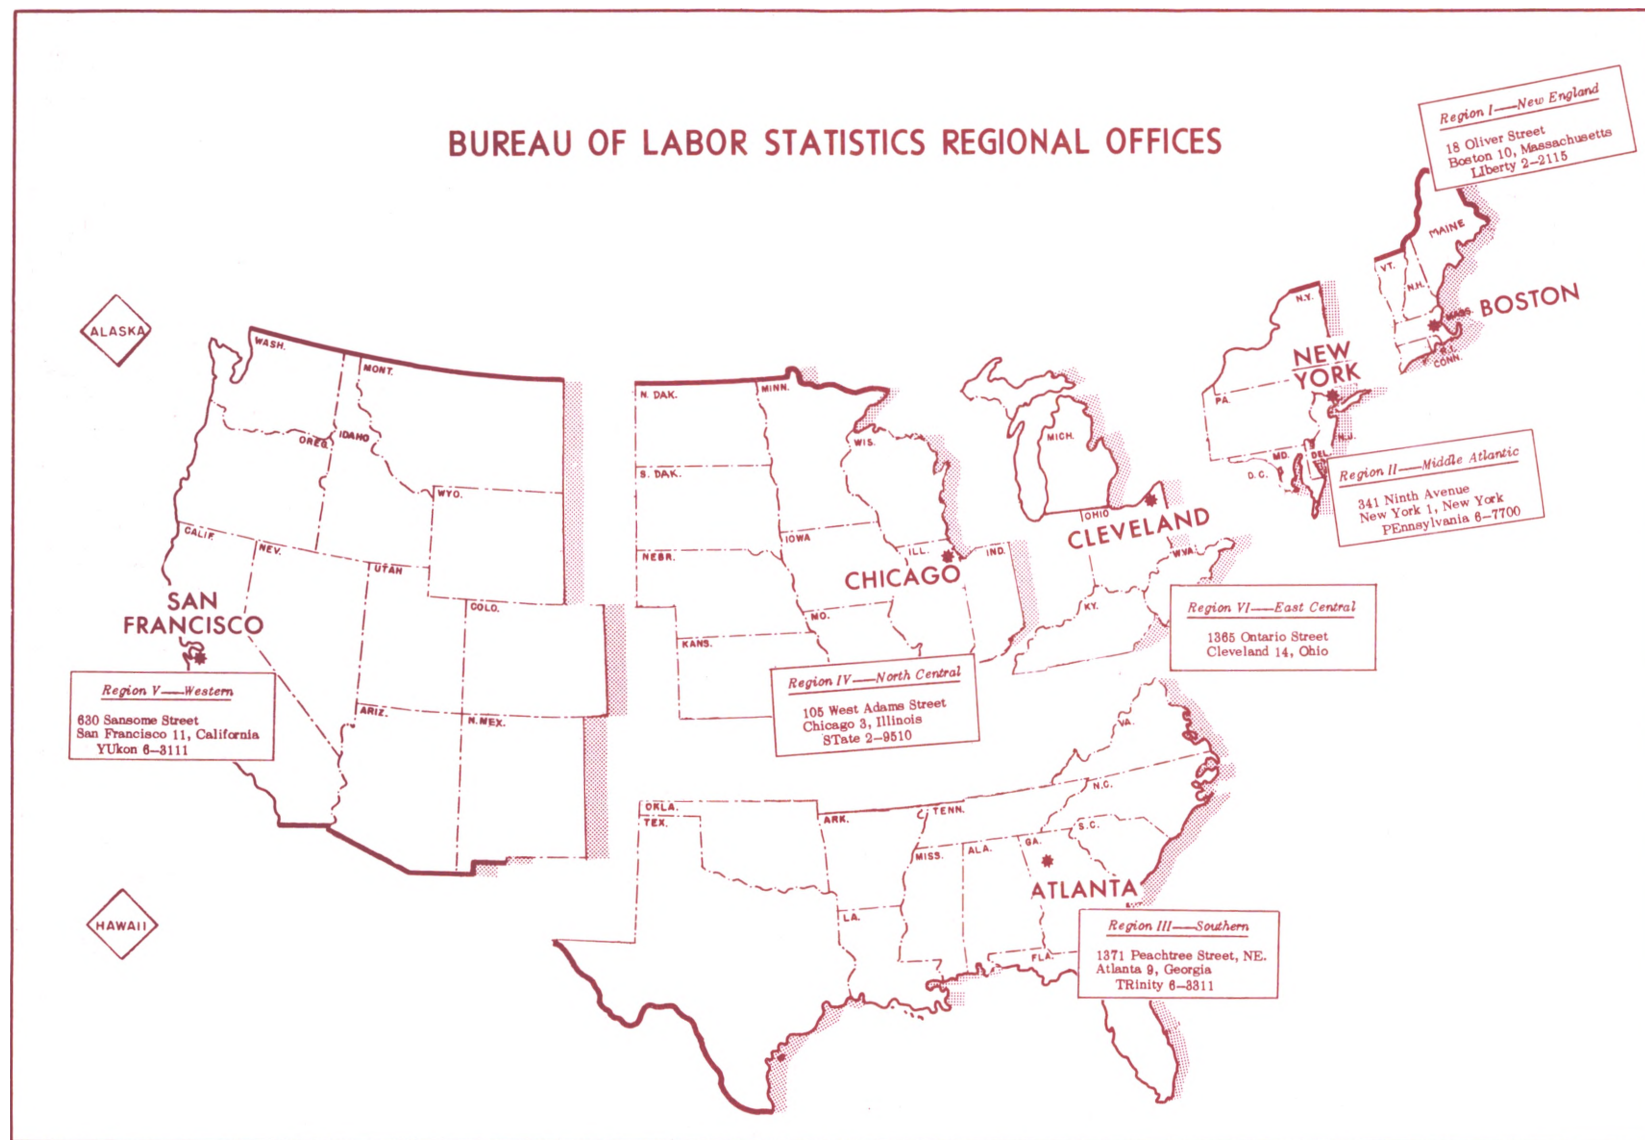 BUREAU OF LABOR STATISTICS REGIONAL OFFICES
Region I—New England
18 Oliver Street
Boston 10, Massachusetts
LIberty 2-2115
MAINE
VT.
N.H.
MASS.
BOSTON
R.I.
CONN.
N.Y.
NEW
YORK
PA.
N.J.
MD.
DEL.
D.C.
Region II—Middle Atlantic
341 Ninth Avenue
New York 1, New York
PEnnsylvania 6-7700
ALASKA
WASH.
MONT.
OREG.
IDAHO
WYO.
CALIF.
NEV.
UTAH
COLO.
SAN
FRANCISCO
Region V—Western
630 Sansome Street
San Francisco 11, California
YUkon 6-3111
ARIZ.
N.MEX.
N. DAK.
MINN.
WIS.
S. DAK.
IOWA
NEBR.
ILL.
IND.
CHICAGO
MO.
KANS.
Region IV—North Central
105 West Adams Street
Chicago 3, Illinois
STate 2-9510
MICH.
OHIO
CLEVELAND
W.VA.
KY.
Region VI—East Central
1365 Ontario Street
Cleveland 14, Ohio
VA.
N.C.
OKLA.
TEX.
ARK.
TENN.
S.C.
MISS.
ALA.
GA.
ATLANTA
LA.
FLA.
Region III—Southern
1371 Peachtree Street, NE.
Atlanta 9, Georgia
TRinity 6-3311
HAWAII